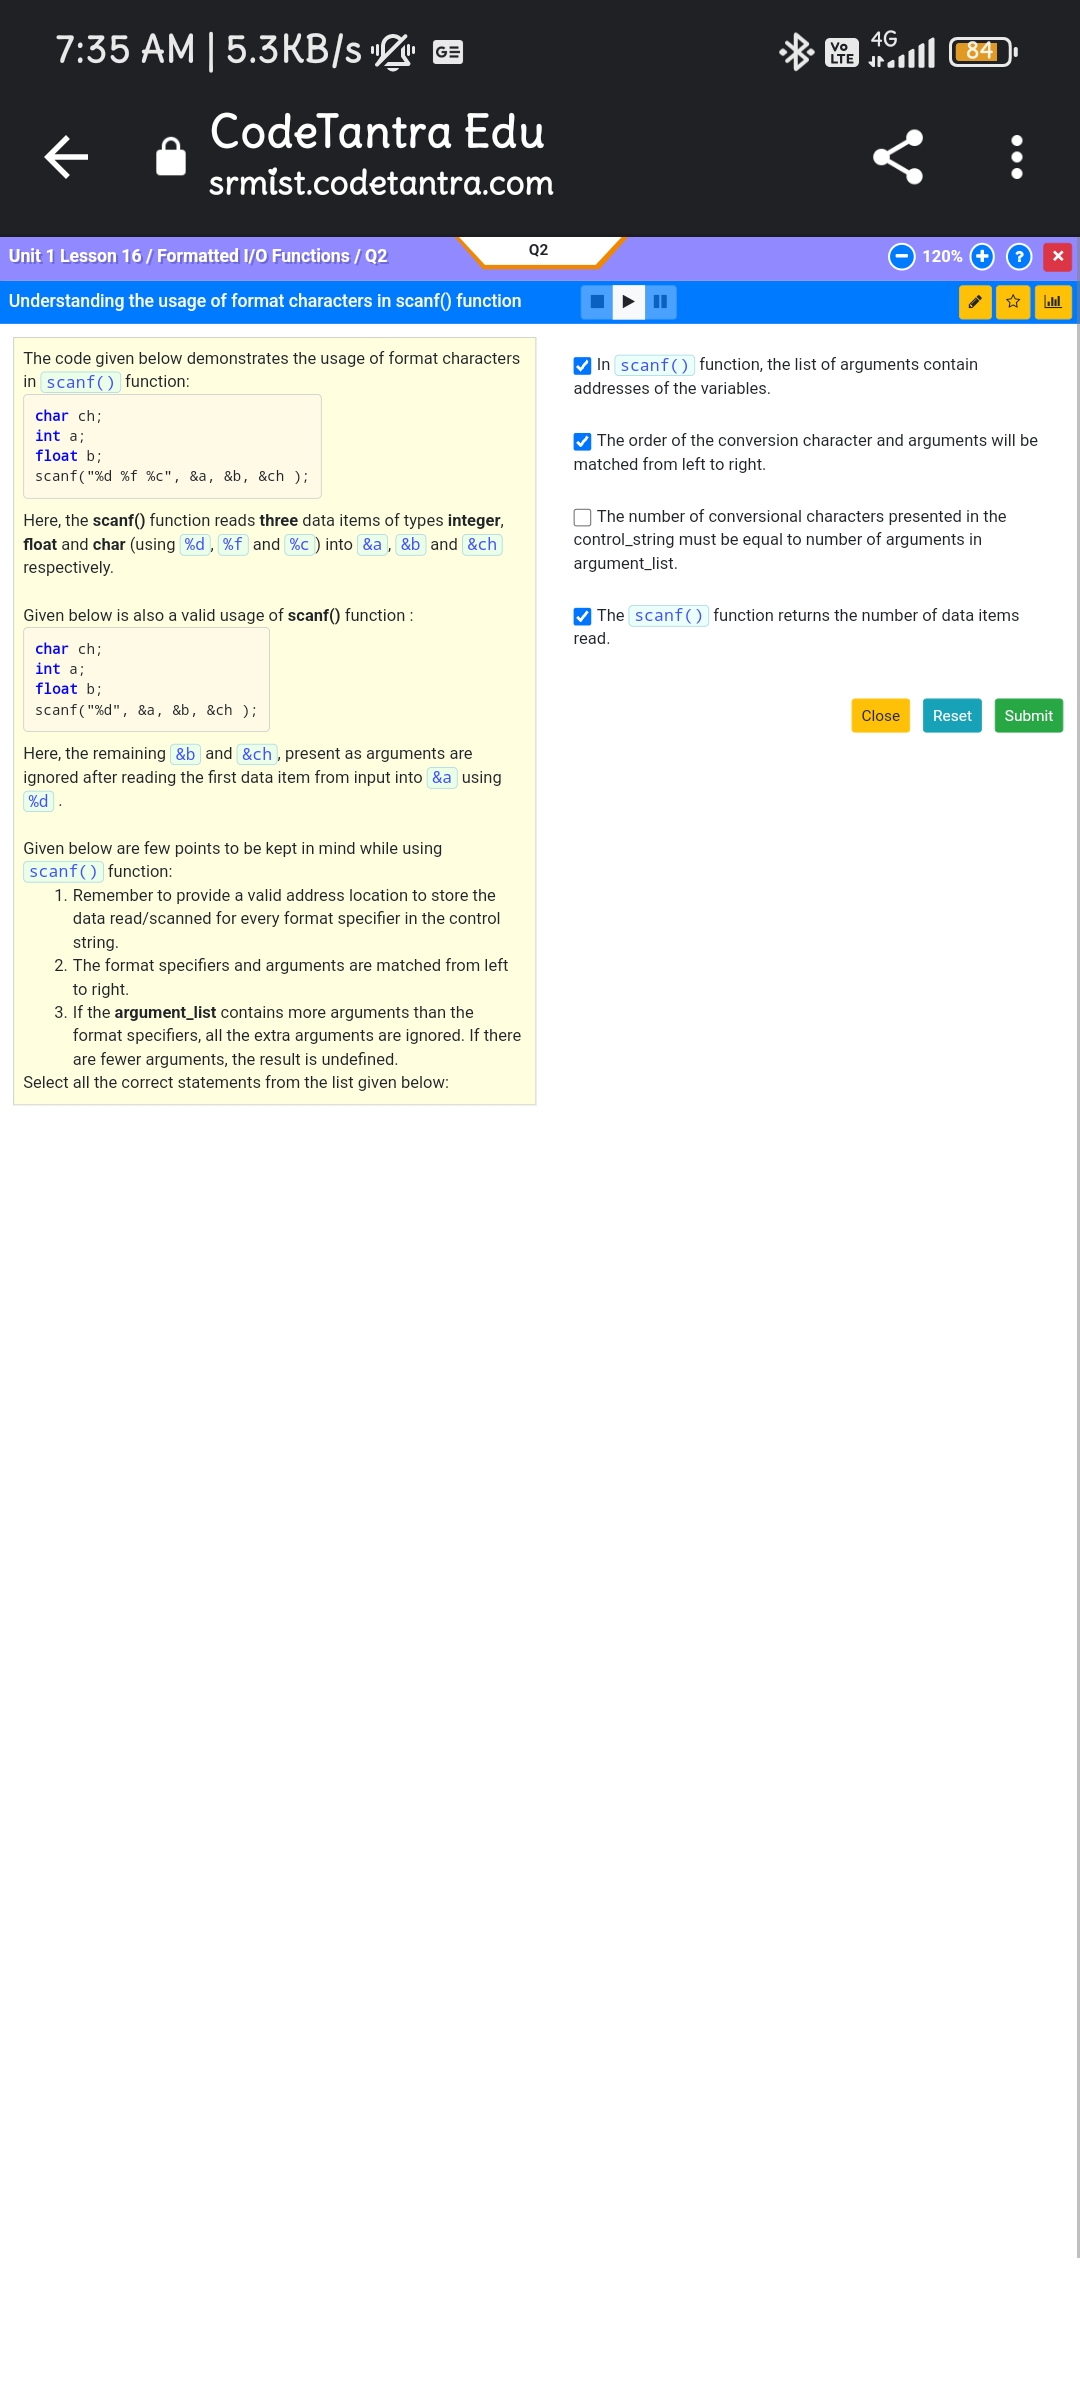 7:35 AM | 5.3KB/s GE Vo LTE 4G 84
CodeTantra Edu
srmist.codetantra.com
Unit 1 Lesson 16 / Formatted I/O Functions / Q2
Q2
120%
?
Understanding the usage of format characters in scanf() function
The code given below demonstrates the usage of format characters
in scanf() function:
char ch;
int a;
float b;
scanf("%d %f %c", &a, &b, &ch );
Here, the scanf() function reads three data items of types integer,
float and char (using %d, %f and %c) into &a, &b and &ch
respectively.
Given below is also a valid usage of scanf() function :
char ch;
int a;
float b;
scanf("%d", &a, &b, &ch );
Here, the remaining &b and &ch, present as arguments are
ignored after reading the first data item from input into &a using
%d .
Given below are few points to be kept in mind while using
scanf() function:
1. Remember to provide a valid address location to store the
data read/scanned for every format specifier in the control
string.
2. The format specifiers and arguments are matched from left
to right.
3. If the argument_list contains more arguments than the
format specifiers, all the extra arguments are ignored. If there
are fewer arguments, the result is undefined.
Select all the correct statements from the list given below:
In scanf() function, the list of arguments contain
addresses of the variables.
The order of the conversion character and arguments will be
matched from left to right.
The number of conversional characters presented in the
control_string must be equal to number of arguments in
argument_list.
The scanf() function returns the number of data items
read.
Close Reset Submit